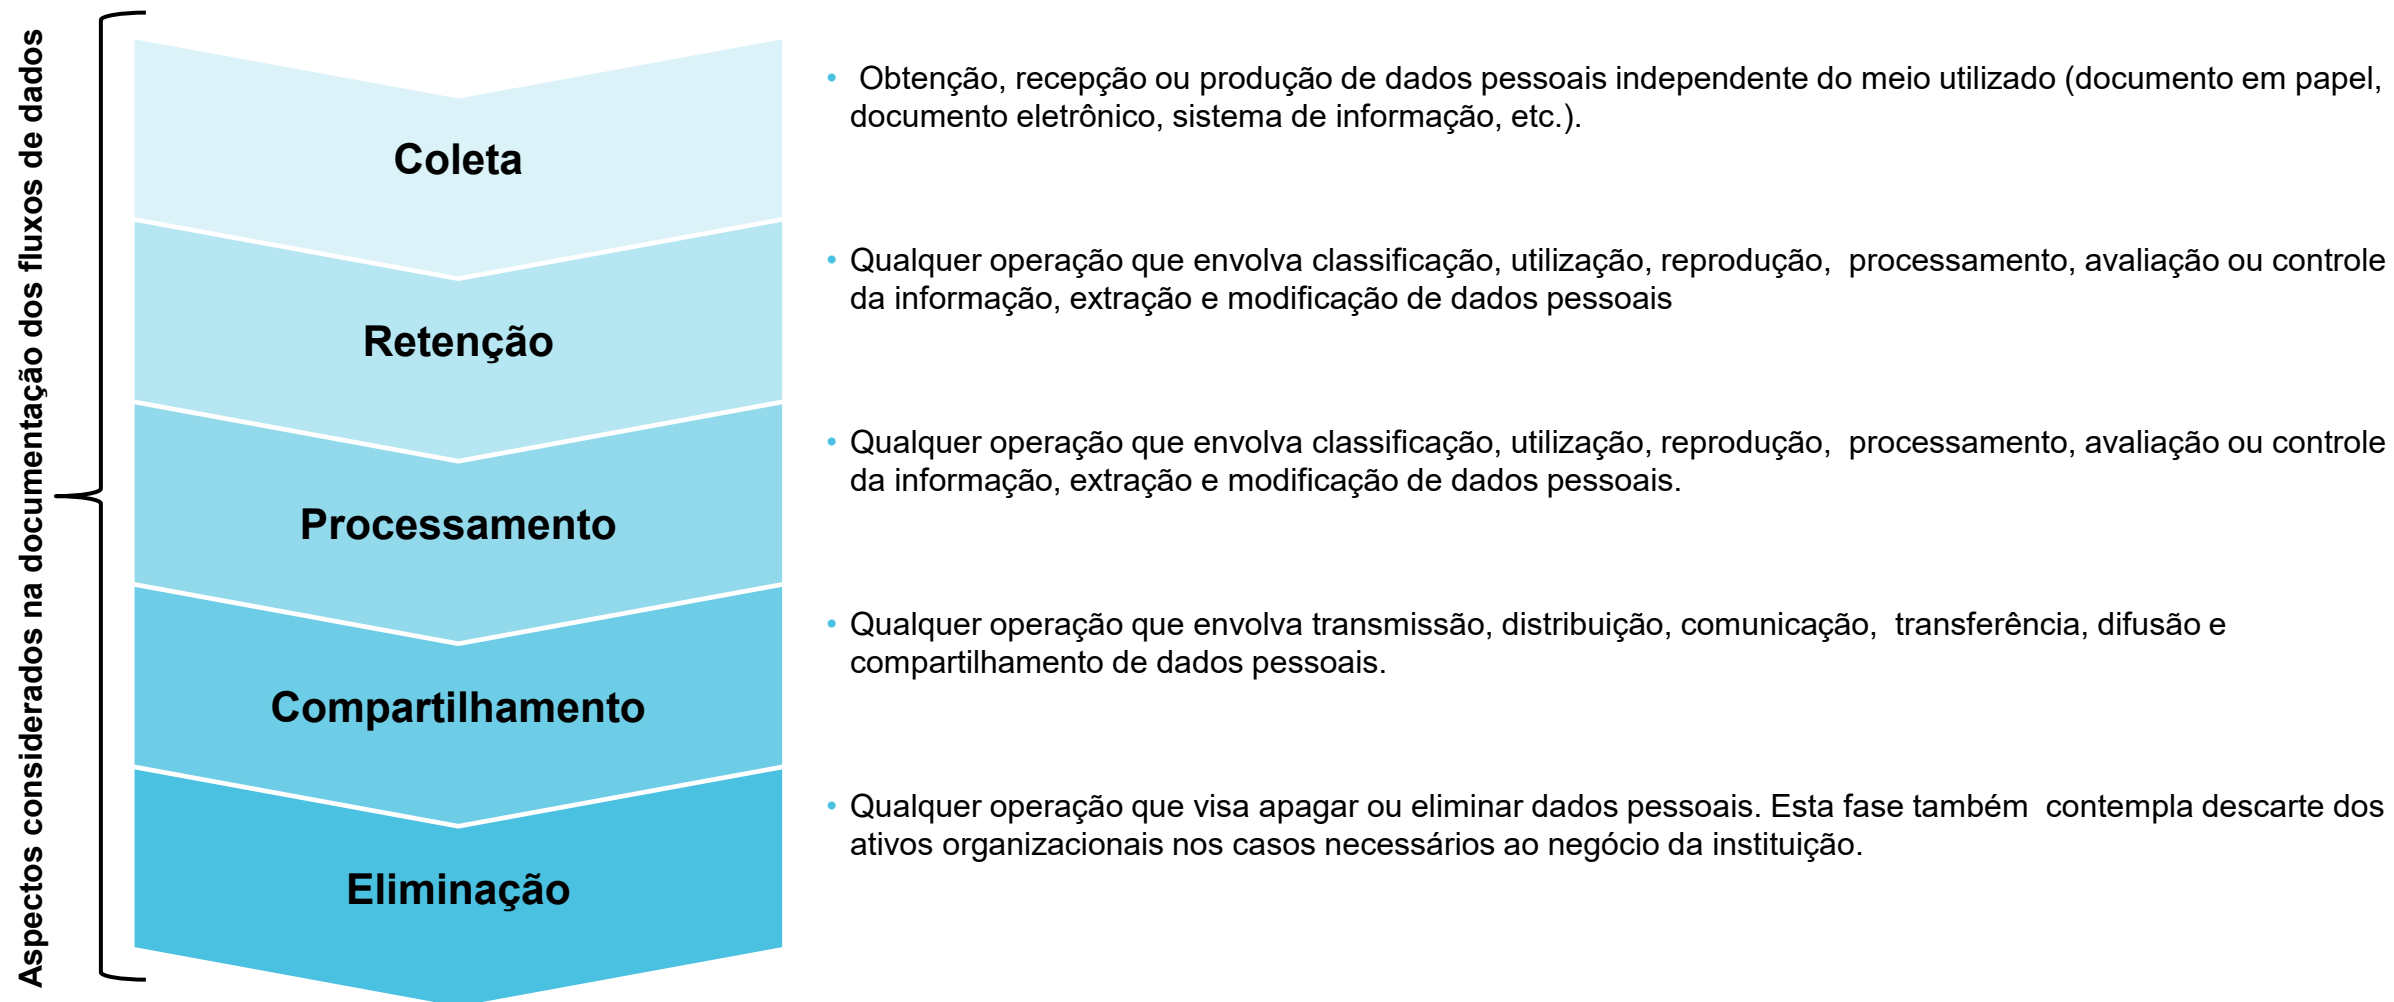 Aspectos considerados na documentação dos fluxos de dados
Coleta
• Obtenção, recepção ou produção de dados pessoais independente do meio utilizado (documento em papel,
documento eletrônico, sistema de informação, etc.).
Retenção
• Qualquer operação que envolva classificação, utilização, reprodução, processamento, avaliação ou controle
da informação, extração e modificação de dados pessoais
Processamento
• Qualquer operação que envolva classificação, utilização, reprodução, processamento, avaliação ou controle
da informação, extração e modificação de dados pessoais.
Compartilhamento
• Qualquer operação que envolva transmissão, distribuição, comunicação, transferência, difusão e
compartilhamento de dados pessoais.
Eliminação
• Qualquer operação que visa apagar ou eliminar dados pessoais. Esta fase também contempla descarte dos
ativos organizacionais nos casos necessários ao negócio da instituição.